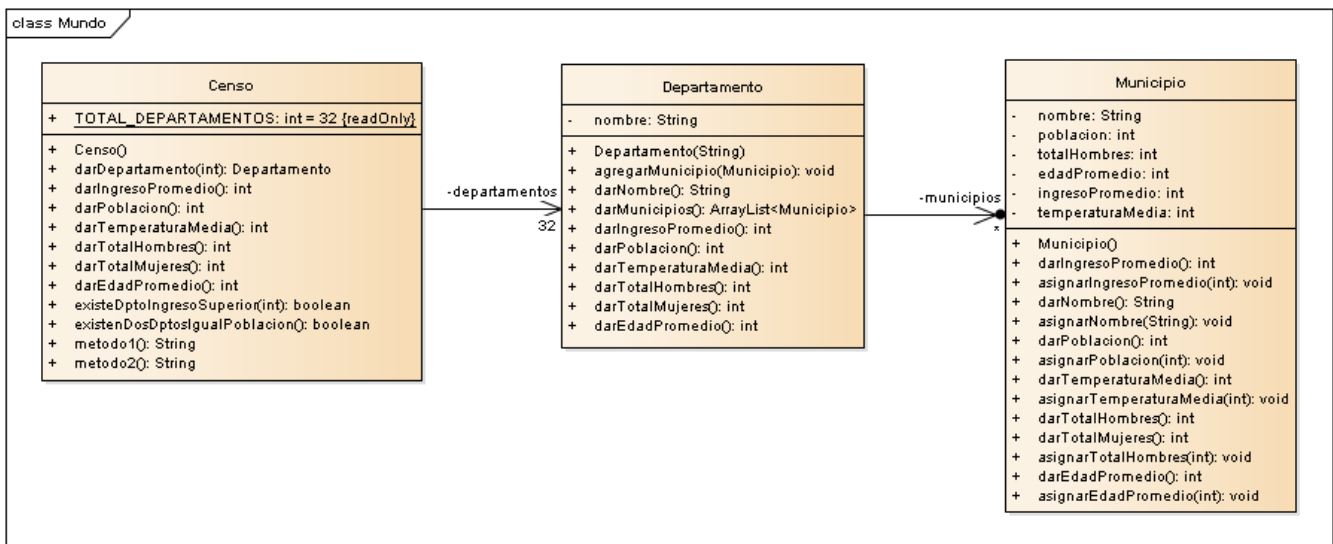 class Mundo
Censo
+ TOTAL_DEPARTAMENTOS: int = 32 {readOnly}
+ Censo()
+ darDepartamento(int): Departamento
+ darIngresoPromedio(): int
+ darPoblacion(): int
+ darTemperaturaMedia(): int
+ darTotalHombres(): int
+ darTotalMujeres(): int
+ darEdadPromedio(): int
+ existeDptoIngresoSuperior(int): boolean
+ existenDosDptosIgualPoblacion(): boolean
+ metodo1(): String
+ metodo2(): String
-departamentos
32
Departamento
- nombre: String
+ Departamento(String)
+ agregarMunicipio(Municipio): void
+ darNombre(): String
+ darMunicipios(): ArrayList<Municipio>
+ darIngresoPromedio(): int
+ darPoblacion(): int
+ darTemperaturaMedia(): int
+ darTotalHombres(): int
+ darTotalMujeres(): int
+ darEdadPromedio(): int
-municipios
*
Municipio
- nombre: String
- poblacion: int
- totalHombres: int
- edadPromedio: int
- ingresoPromedio: int
- temperaturaMedia: int
+ Municipio()
+ darIngresoPromedio(): int
+ asignarIngresoPromedio(int): void
+ darNombre(): String
+ asignarNombre(String): void
+ darPoblacion(): int
+ asignarPoblacion(int): void
+ darTemperaturaMedia(): int
+ asignarTemperaturaMedia(int): void
+ darTotalHombres(): int
+ darTotalMujeres(): int
+ asignarTotalHombres(int): void
+ darEdadPromedio(): int
+ asignarEdadPromedio(int): void